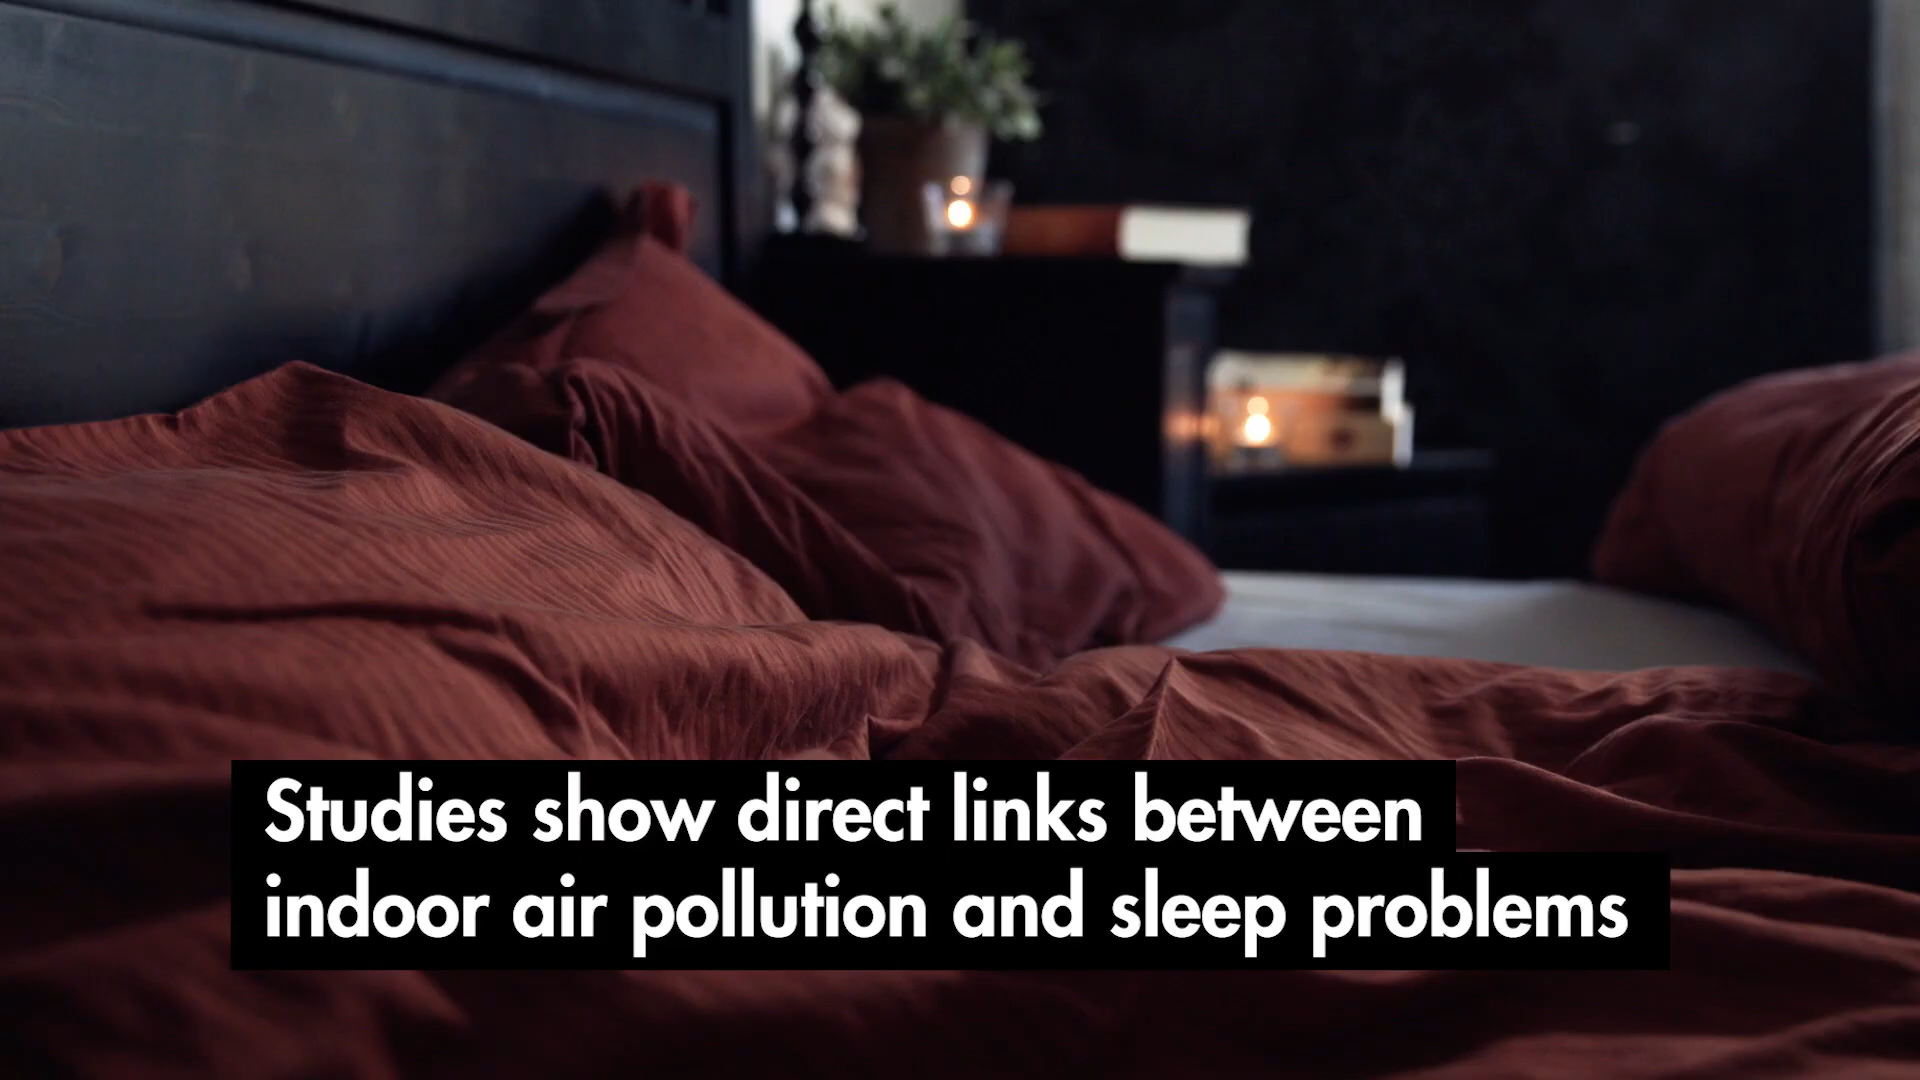 Studies show direct links between
indoor air pollution and sleep problems